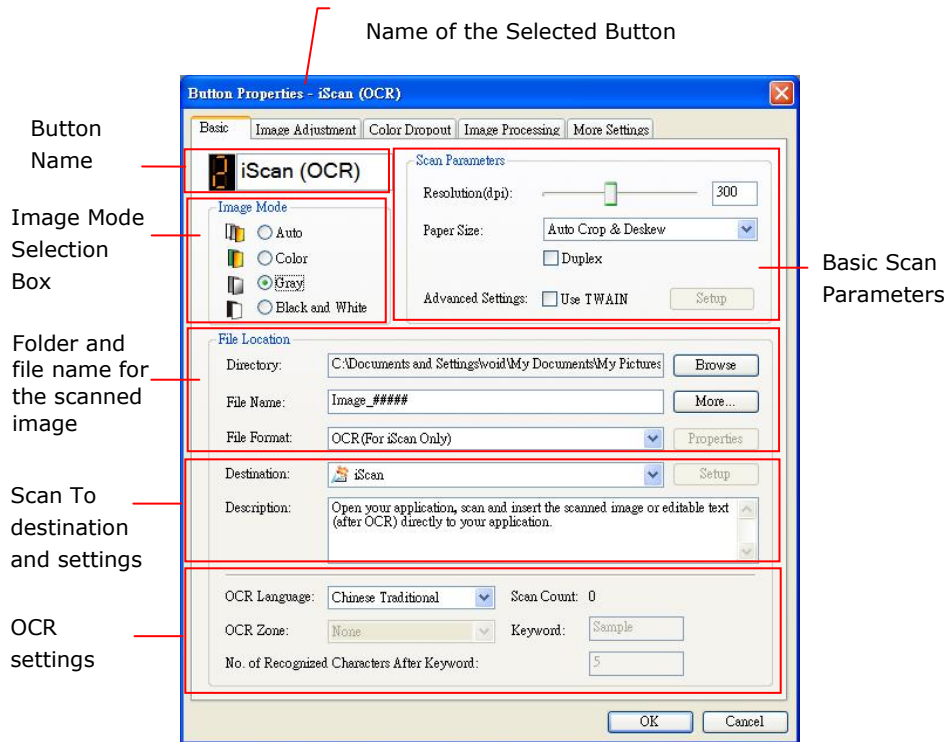 Name of the Selected Button
Button Properties - iScan (OCR)
Basic Image Adjustment Color Dropout Image Processing More Settings
Button
Name
2 iScan (OCR)
Scan Parameters
Resolution(dpi): 300
Paper Size: Auto Crop & Deskew
Duplex
Advanced Settings: Use TWAIN Setup
Basic Scan
Parameters
Image Mode
Selection
Box
Image Mode
Auto
Color
Gray
Black and White
Folder and
file name for
the scanned
image
File Location
Directory: C:\Documents and Settings\void\My Documents\My Pictures Browse
File Name: Image_##### More...
File Format: OCR(For iScan Only) Properties
Scan To
destination
and settings
Destination: iScan Setup
Description: Open your application, scan and insert the scanned image or editable text
(after OCR) directly to your application.
OCR
settings
OCR Language: Chinese Traditional Scan Count: 0
OCR Zone: None Keyword: Sample
No. of Recognized Characters After Keyword: 5
OK Cancel